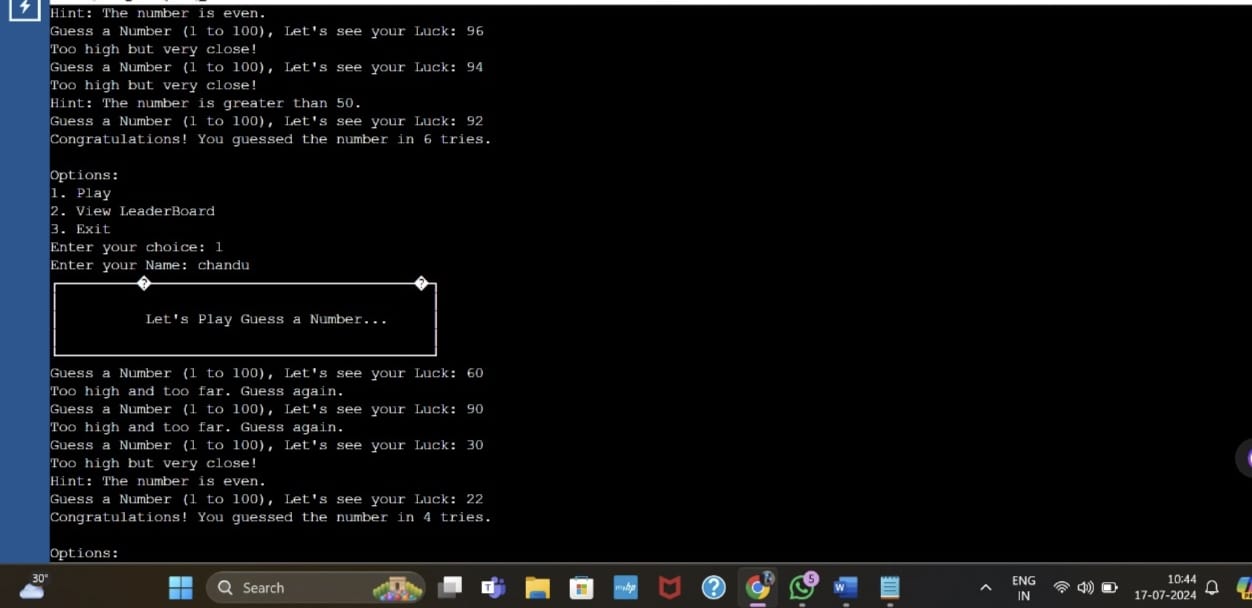 Hint: The number is even.
Guess a Number (1 to 100), Let's see your Luck: 96
Too high but very close!
Guess a Number (1 to 100), Let's see your Luck: 94
Too high but very close!
Hint: The number is greater than 50.
Guess a Number (1 to 100), Let's see your Luck: 92
Congratulations! You guessed the number in 6 tries.
Options:
1. Play
2. View LeaderBoard
3. Exit
Enter your choice: 1
Enter your Name: chandu
Let's Play Guess a Number...
Guess a Number (1 to 100), Let's see your Luck: 60
Too high and too far. Guess again.
Guess a Number (1 to 100), Let's see your Luck: 90
Too high and too far. Guess again.
Guess a Number (1 to 100), Let's see your Luck: 30
Too high but very close!
Hint: The number is even.
Guess a Number (1 to 100), Let's see your Luck: 22
Congratulations! You guessed the number in 4 tries.
Options:
30°
Search
myhp
5
W
ENG
IN
10:44
17-07-2024